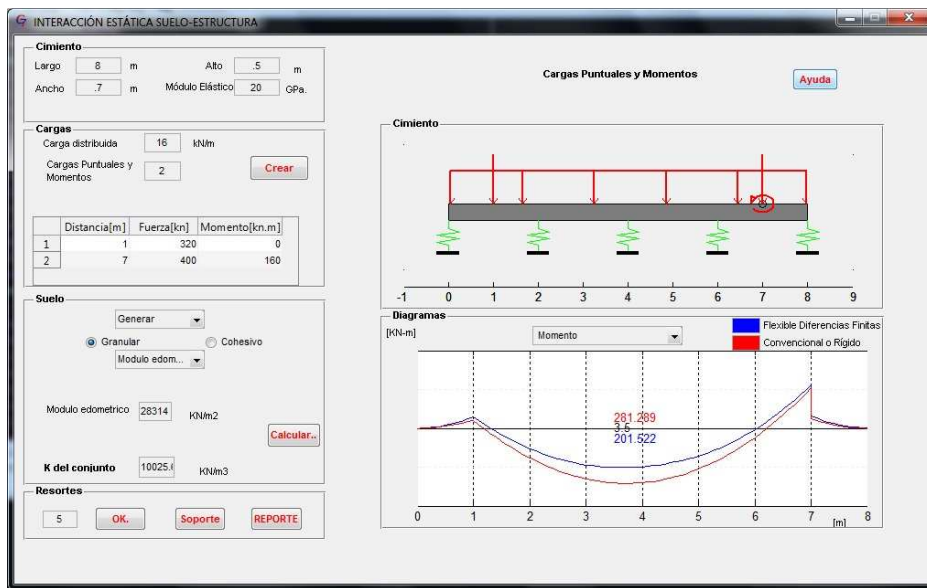 INTERACCIÓN ESTÁTICA SUELO-ESTRUCTURA
Cimiento
Largo 8 m Alto .5 m
Ancho .7 m Módulo Elástico 20 GPa.
Cargas
Carga distribuida 16 kN/m
Cargas Puntuales y Momentos 2 Crear
Distancia[m] Fuerza[kn] Momento[kn.m]
1 1 320 0
2 7 400 160
Suelo
Generar
Granular Cohesivo
Modulo edom...
Modulo edometrico 28314 KN/m2
Calcular..
K del conjunto 10025. KN/m3
Resortes
5 OK. Soporte REPORTE
Cargas Puntuales y Momentos Ayuda
Cimiento
-1 0 1 2 3 4 5 6 7 8 9
Diagramas
[KN-m] Momento
Flexible Diferencias Finitas
Convencional o Rígido
281.289
3.5
201.522
0 1 2 3 4 5 6 7 8
[m]